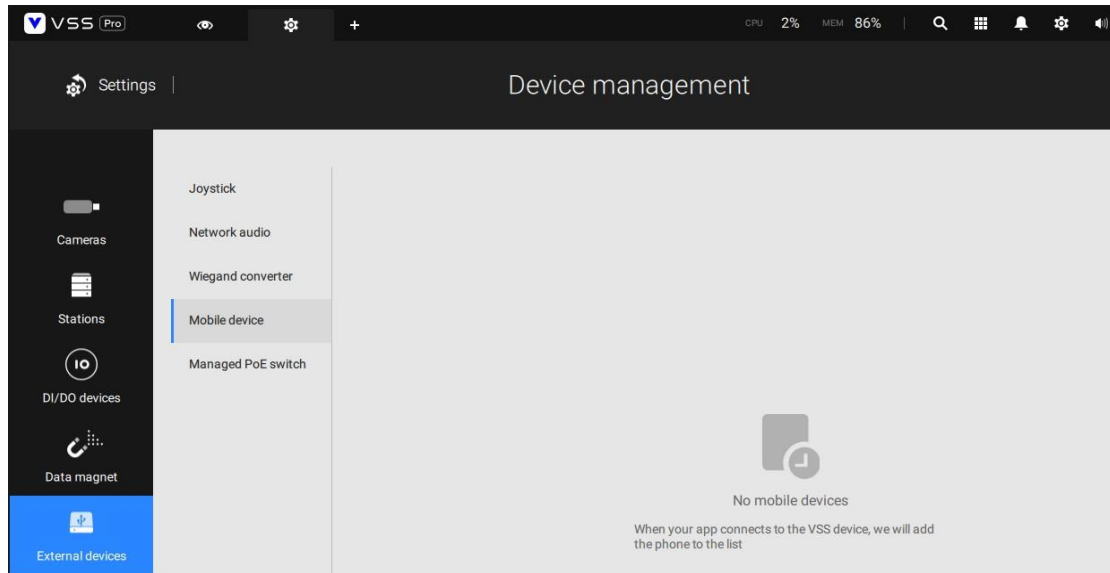 VSS Pro
+
CPU 2% MEM 86%
Settings
Device management
Joystick
Network audio
Wiegand converter
Mobile device
Managed PoE switch
Cameras
Stations
IO
DI/DO devices
Data magnet
External devices
No mobile devices
When your app connects to the VSS device, we will add
the phone to the list